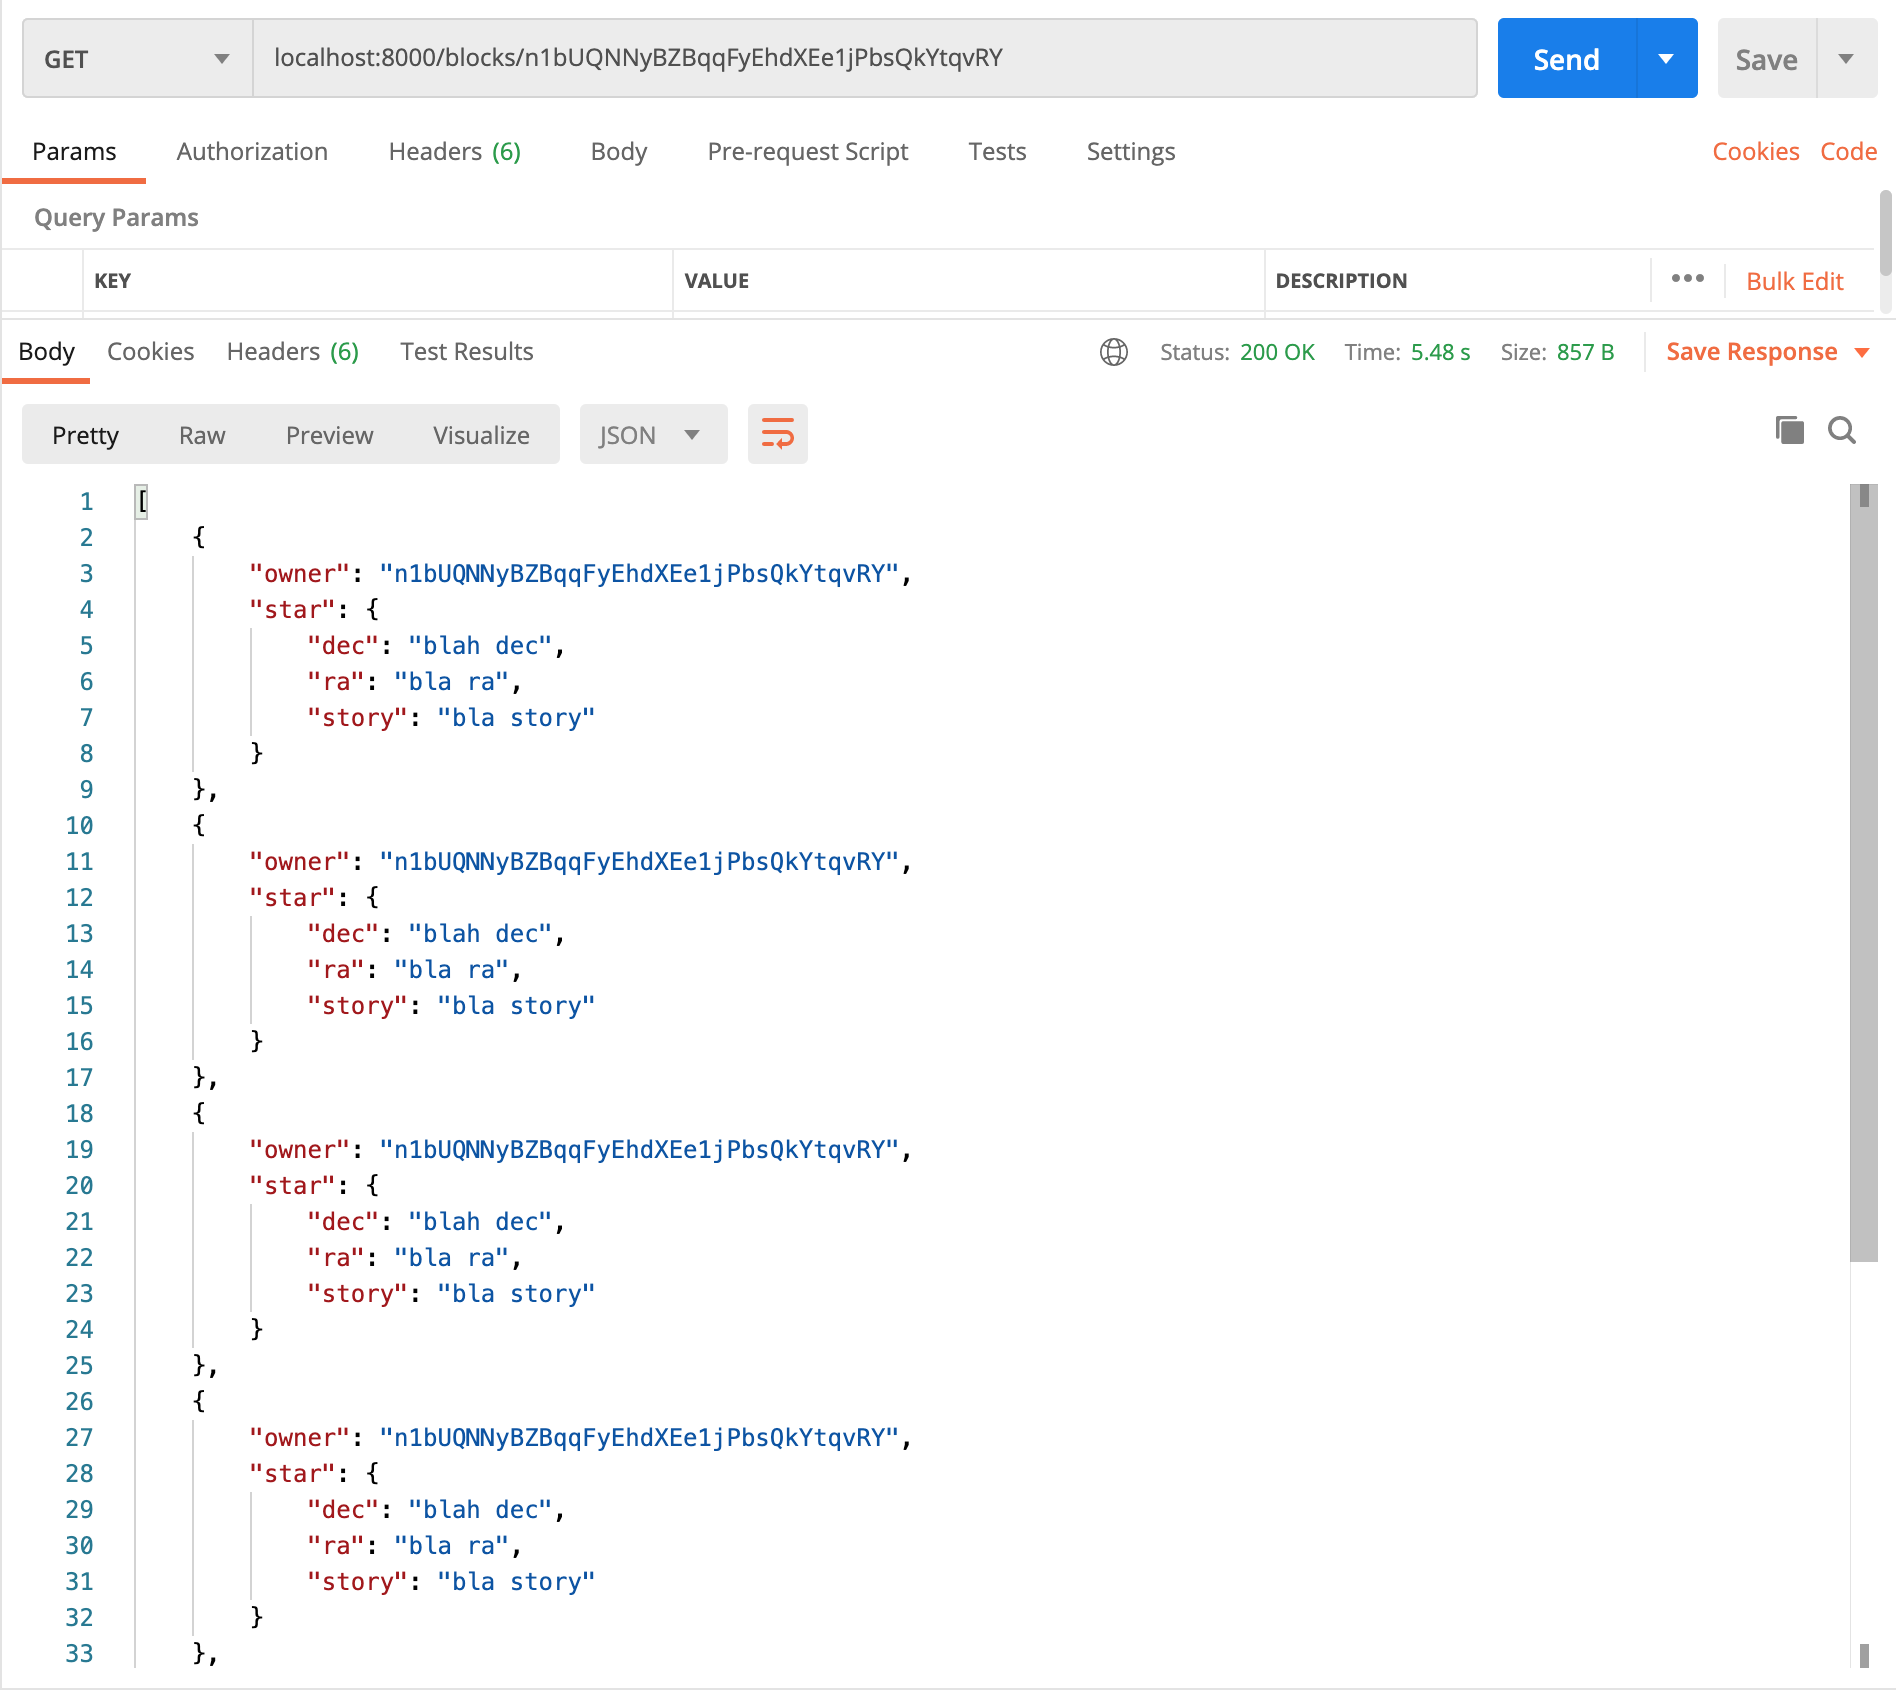 GET localhost:8000/blocks/n1bUQNNyBZBqqFyEhdXEe1jPbsQkYtqvRY Send Save
Params Authorization Headers (6) Body Pre-request Script Tests Settings Cookies Code
Query Params
KEY VALUE DESCRIPTION ••• Bulk Edit
Body Cookies Headers (6) Test Results Status: 200 OK Time: 5.48 s Size: 857 B Save Response
Pretty Raw Preview Visualize JSON
1 [
2 {
3 "owner": "n1bUQNNyBZBqqFyEhdXEe1jPbsQkYtqvRY",
4 "star": {
5 "dec": "blah dec",
6 "ra": "bla ra",
7 "story": "bla story"
8 }
9 },
10 {
11 "owner": "n1bUQNNyBZBqqFyEhdXEe1jPbsQkYtqvRY",
12 "star": {
13 "dec": "blah dec",
14 "ra": "bla ra",
15 "story": "bla story"
16 }
17 },
18 {
19 "owner": "n1bUQNNyBZBqqFyEhdXEe1jPbsQkYtqvRY",
20 "star": {
21 "dec": "blah dec",
22 "ra": "bla ra",
23 "story": "bla story"
24 }
25 },
26 {
27 "owner": "n1bUQNNyBZBqqFyEhdXEe1jPbsQkYtqvRY",
28 "star": {
29 "dec": "blah dec",
30 "ra": "bla ra",
31 "story": "bla story"
32 }
33 },